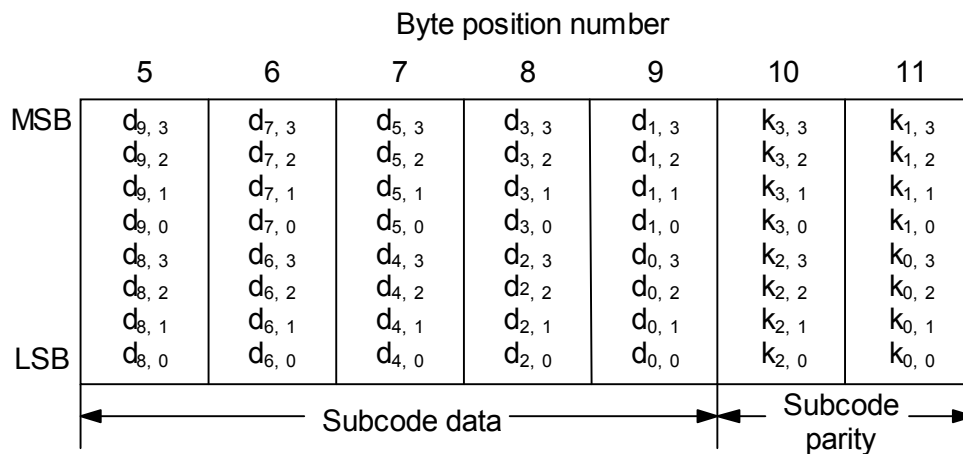 Byte position number
5 6 7 8 9 10 11
MSB d9, 3 d7, 3 d5, 3 d3, 3 d1, 3 k3, 3 k1, 3
d9, 2 d7, 2 d5, 2 d3, 2 d1, 2 k3, 2 k1, 2
d9, 1 d7, 1 d5, 1 d3, 1 d1, 1 k3, 1 k1, 1
d9, 0 d7, 0 d5, 0 d3, 0 d1, 0 k3, 0 k1, 0
d8, 3 d6, 3 d4, 3 d2, 3 d0, 3 k2, 3 k0, 3
d8, 2 d6, 2 d4, 2 d2, 2 d0, 2 k2, 2 k0, 2
d8, 1 d6, 1 d4, 1 d2, 1 d0, 1 k2, 1 k0, 1
LSB d8, 0 d6, 0 d4, 0 d2, 0 d0, 0 k2, 0 k0, 0
Subcode data Subcode
parity